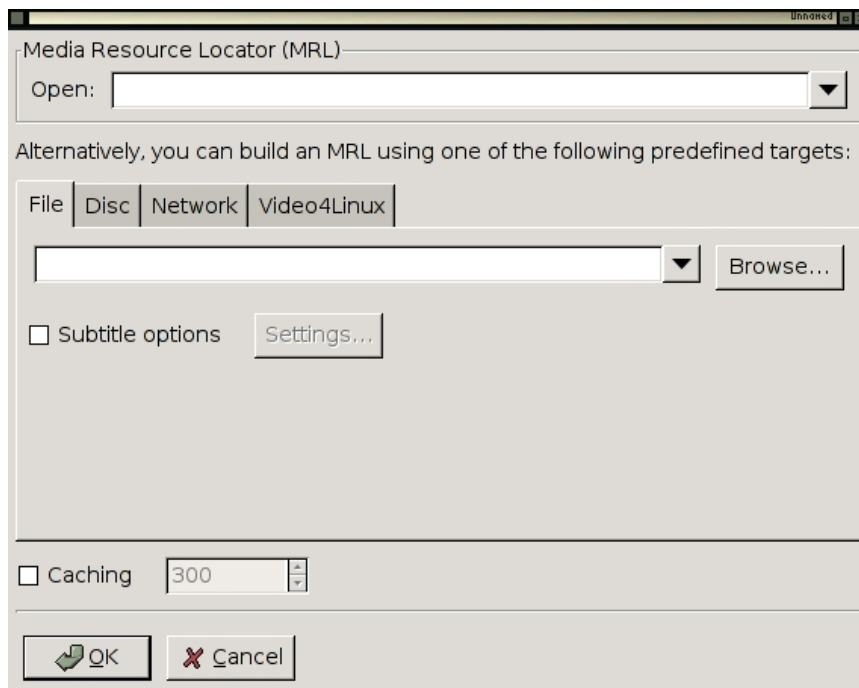 Unnamed
Media Resource Locator (MRL)
Open:
Alternatively, you can build an MRL using one of the following predefined targets:
File Disc Network Video4Linux
Browse...
Subtitle options Settings...
Caching 300
OK Cancel